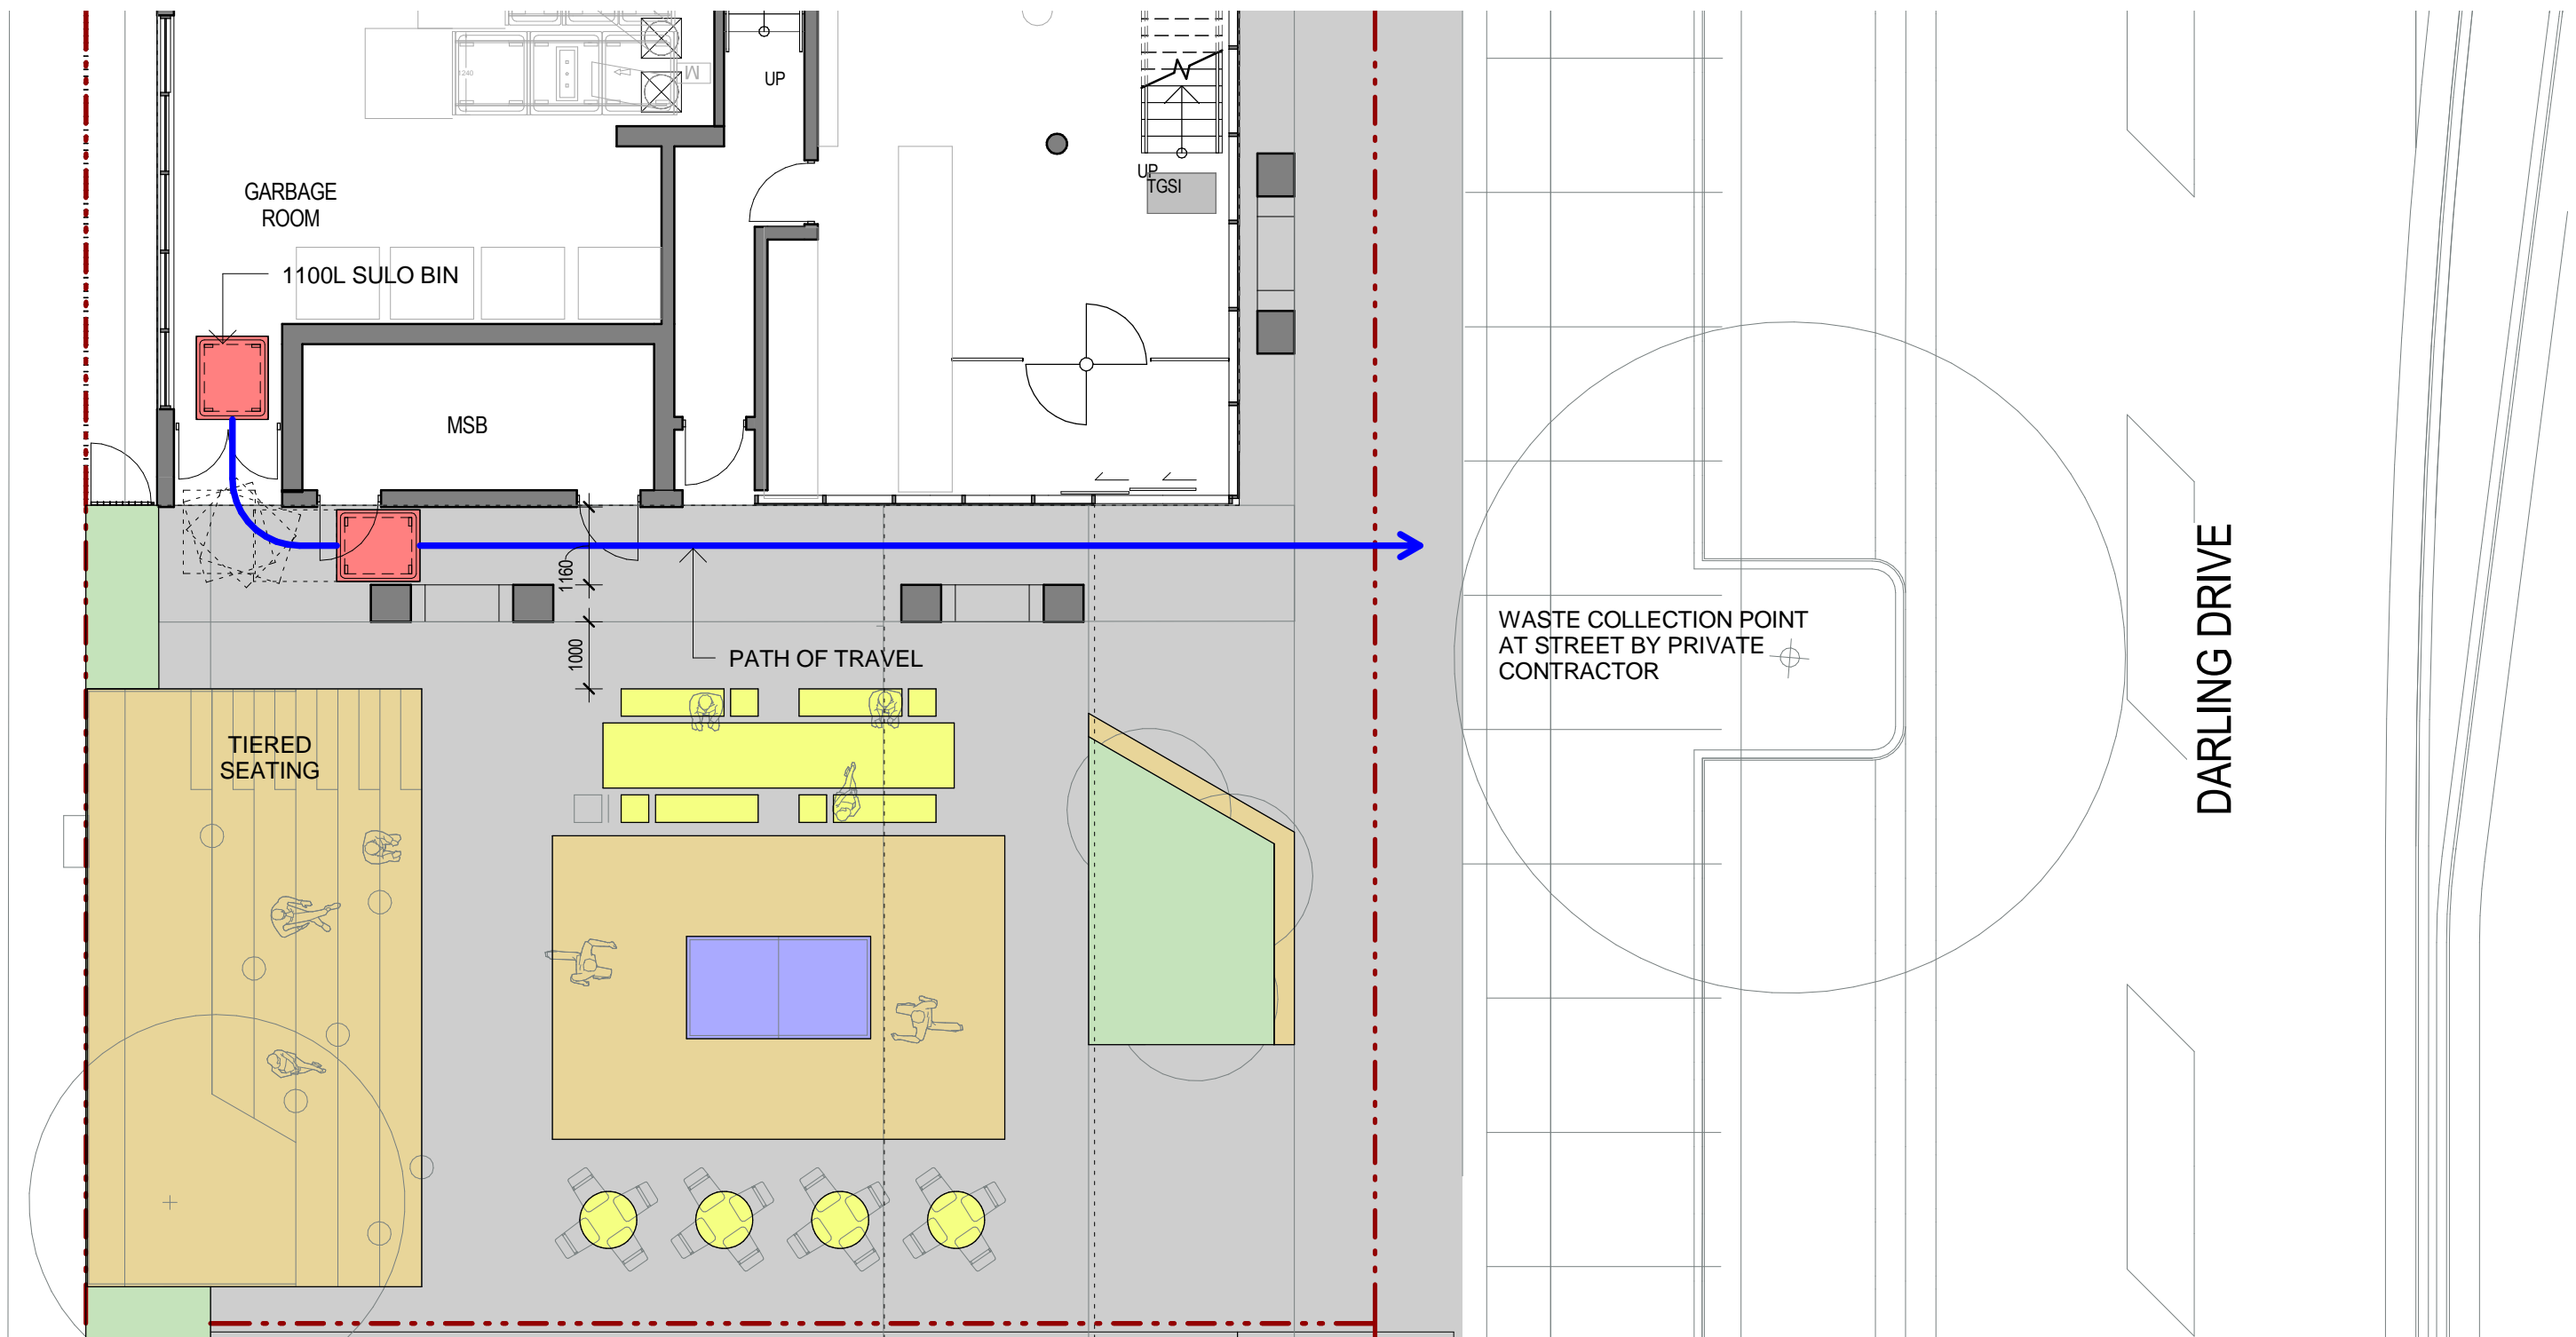 1240
M
UP
UP
TGSI
GARBAGE
ROOM
1100L SULO BIN
MSB
1160
1000
PATH OF TRAVEL
WASTE COLLECTION POINT
AT STREET BY PRIVATE
CONTRACTOR
DARLING DRIVE
TIERED
SEATING